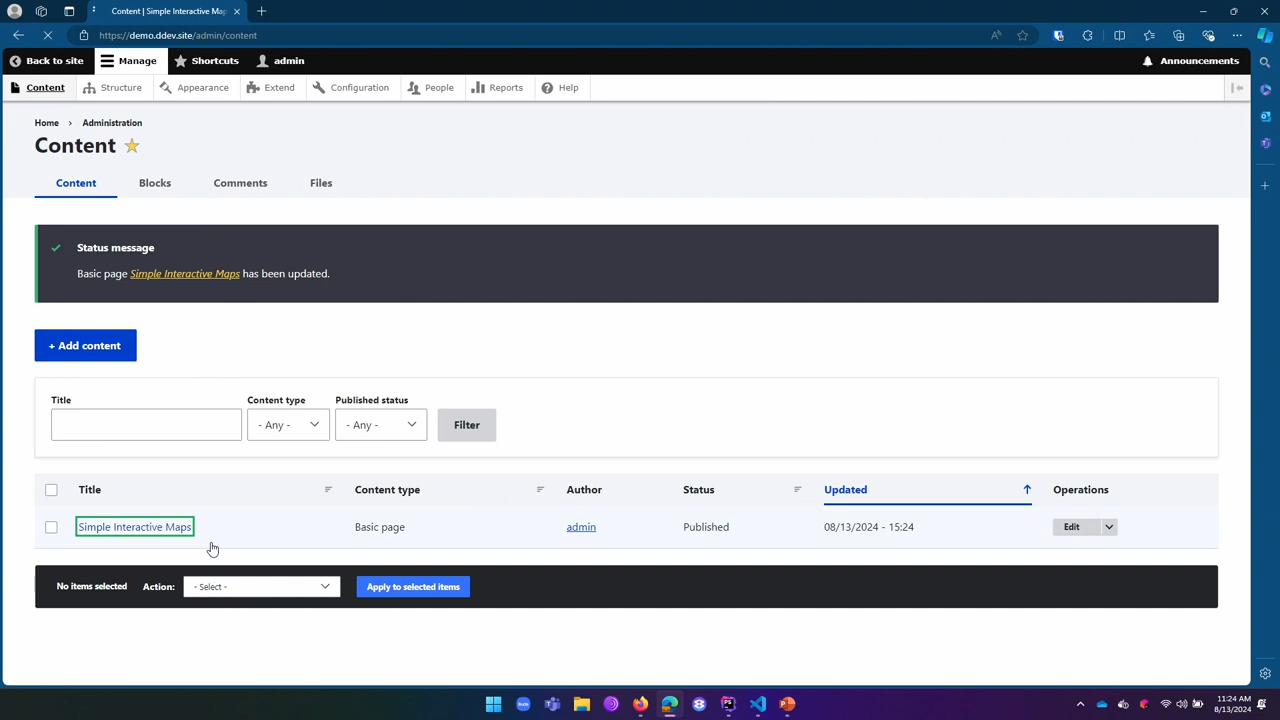 Content | Simple Interactive Map
https://demo.ddev.site/admin/content
Back to site
Manage
Shortcuts
admin
Announcements
Content
Structure
Appearance
Extend
Configuration
People
Reports
Help
Home > Administration
Content
Content
Blocks
Comments
Files
Status message
Basic page Simple Interactive Maps has been updated.
+ Add content
Title
Content type
Published status
- Any -
- Any -
Filter
Title
Content type
Author
Status
Updated
Operations
Simple Interactive Maps
Basic page
admin
Published
08/13/2024 - 15:24
Edit
No items selected
Action:
- Select -
Apply to selected items
11:24 AM
8/13/2024